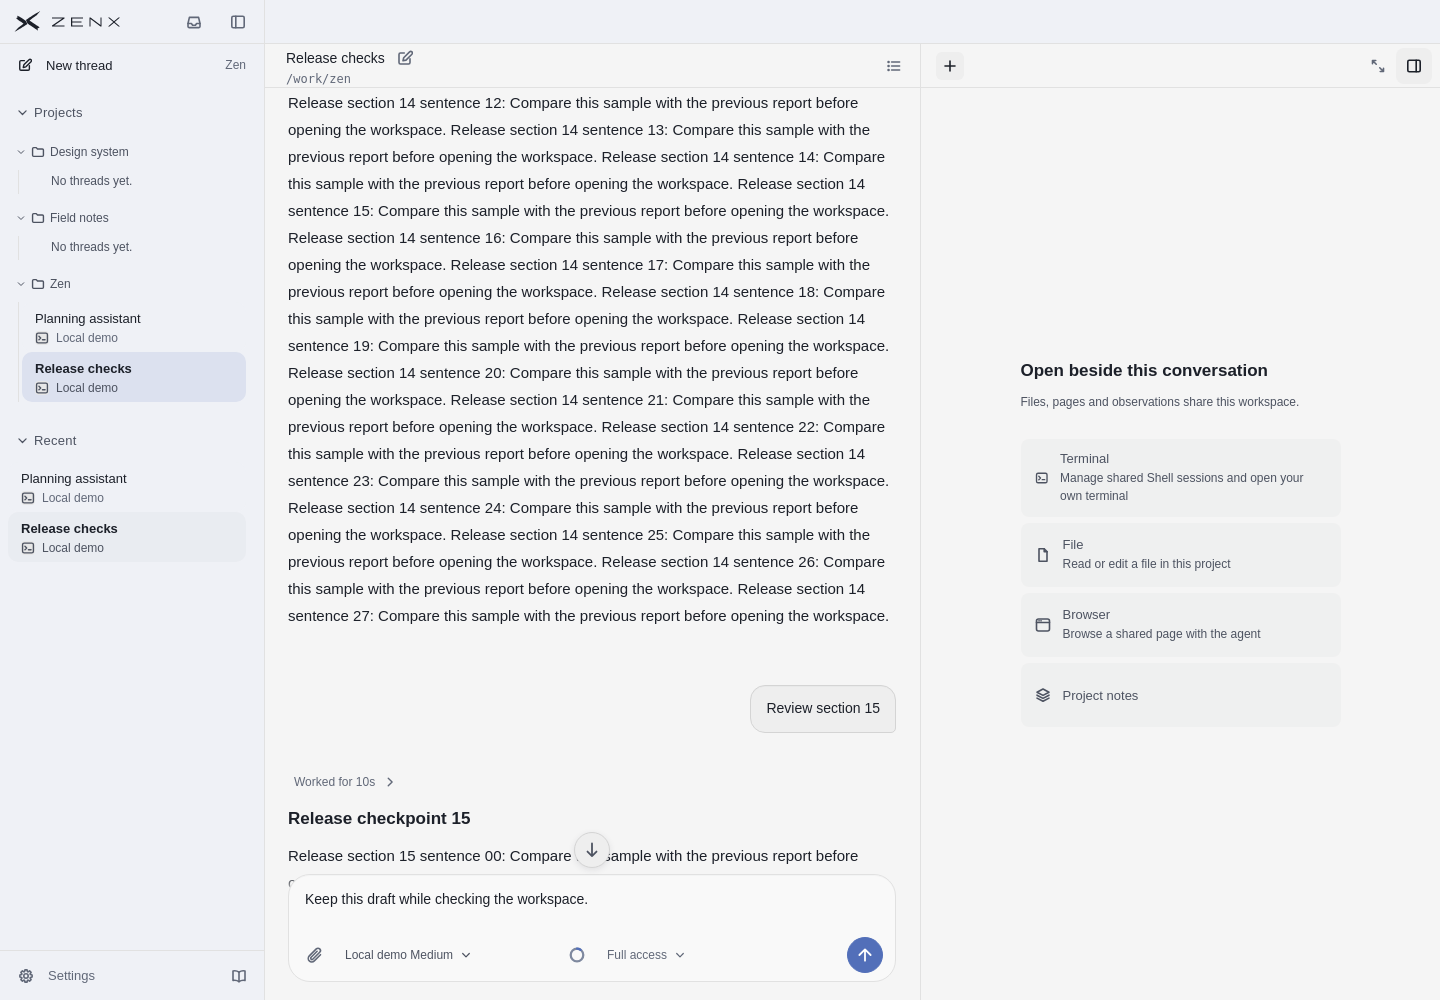 ZENX
New thread
Zen
Projects
Design system
No threads yet.
Field notes
No threads yet.
Zen
Planning assistant
Local demo
Release checks
Local demo
Recent
Planning assistant
Local demo
Release checks
Local demo
Settings
Release checks
/work/zen
Release section 14 sentence 12: Compare this sample with the previous report before
opening the workspace. Release section 14 sentence 13: Compare this sample with the
previous report before opening the workspace. Release section 14 sentence 14: Compare
this sample with the previous report before opening the workspace. Release section 14
sentence 15: Compare this sample with the previous report before opening the workspace.
Release section 14 sentence 16: Compare this sample with the previous report before
opening the workspace. Release section 14 sentence 17: Compare this sample with the
previous report before opening the workspace. Release section 14 sentence 18: Compare
this sample with the previous report before opening the workspace. Release section 14
sentence 19: Compare this sample with the previous report before opening the workspace.
Release section 14 sentence 20: Compare this sample with the previous report before
opening the workspace. Release section 14 sentence 21: Compare this sample with the
previous report before opening the workspace. Release section 14 sentence 22: Compare
this sample with the previous report before opening the workspace. Release section 14
sentence 23: Compare this sample with the previous report before opening the workspace.
Release section 14 sentence 24: Compare this sample with the previous report before
opening the workspace. Release section 14 sentence 25: Compare this sample with the
previous report before opening the workspace. Release section 14 sentence 26: Compare
this sample with the previous report before opening the workspace. Release section 14
sentence 27: Compare this sample with the previous report before opening the workspace.
Review section 15
Worked for 10s
Release checkpoint 15
Release section 15 sentence 00: Compare sample with the previous report before
Keep this draft while checking the workspace.
Local demo Medium
Full access
Open beside this conversation
Files, pages and observations share this workspace.
Terminal
Manage shared Shell sessions and open your
own terminal
File
Read or edit a file in this project
Browser
Browse a shared page with the agent
Project notes